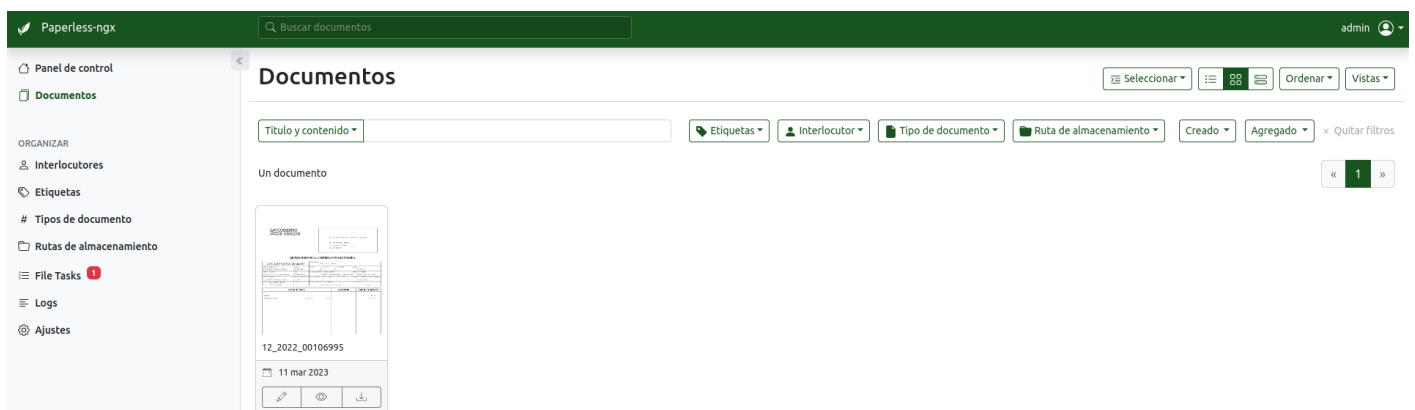 Paperless-ngx
Buscar documentos
admin
Panel de control
Documentos
ORGANIZAR
Interlocutores
Etiquetas
# Tipos de documento
Rutas de almacenamiento
File Tasks 1
Logs
Ajustes
Documentos
Seleccionar
Ordenar
Vistas
Titulo y contenido
Etiquetas
Interlocutor
Tipo de documento
Ruta de almacenamiento
Creado
Agregado
× Quitar filtros
Un documento
« 1 »
12_2022_00106995
11 mar 2023